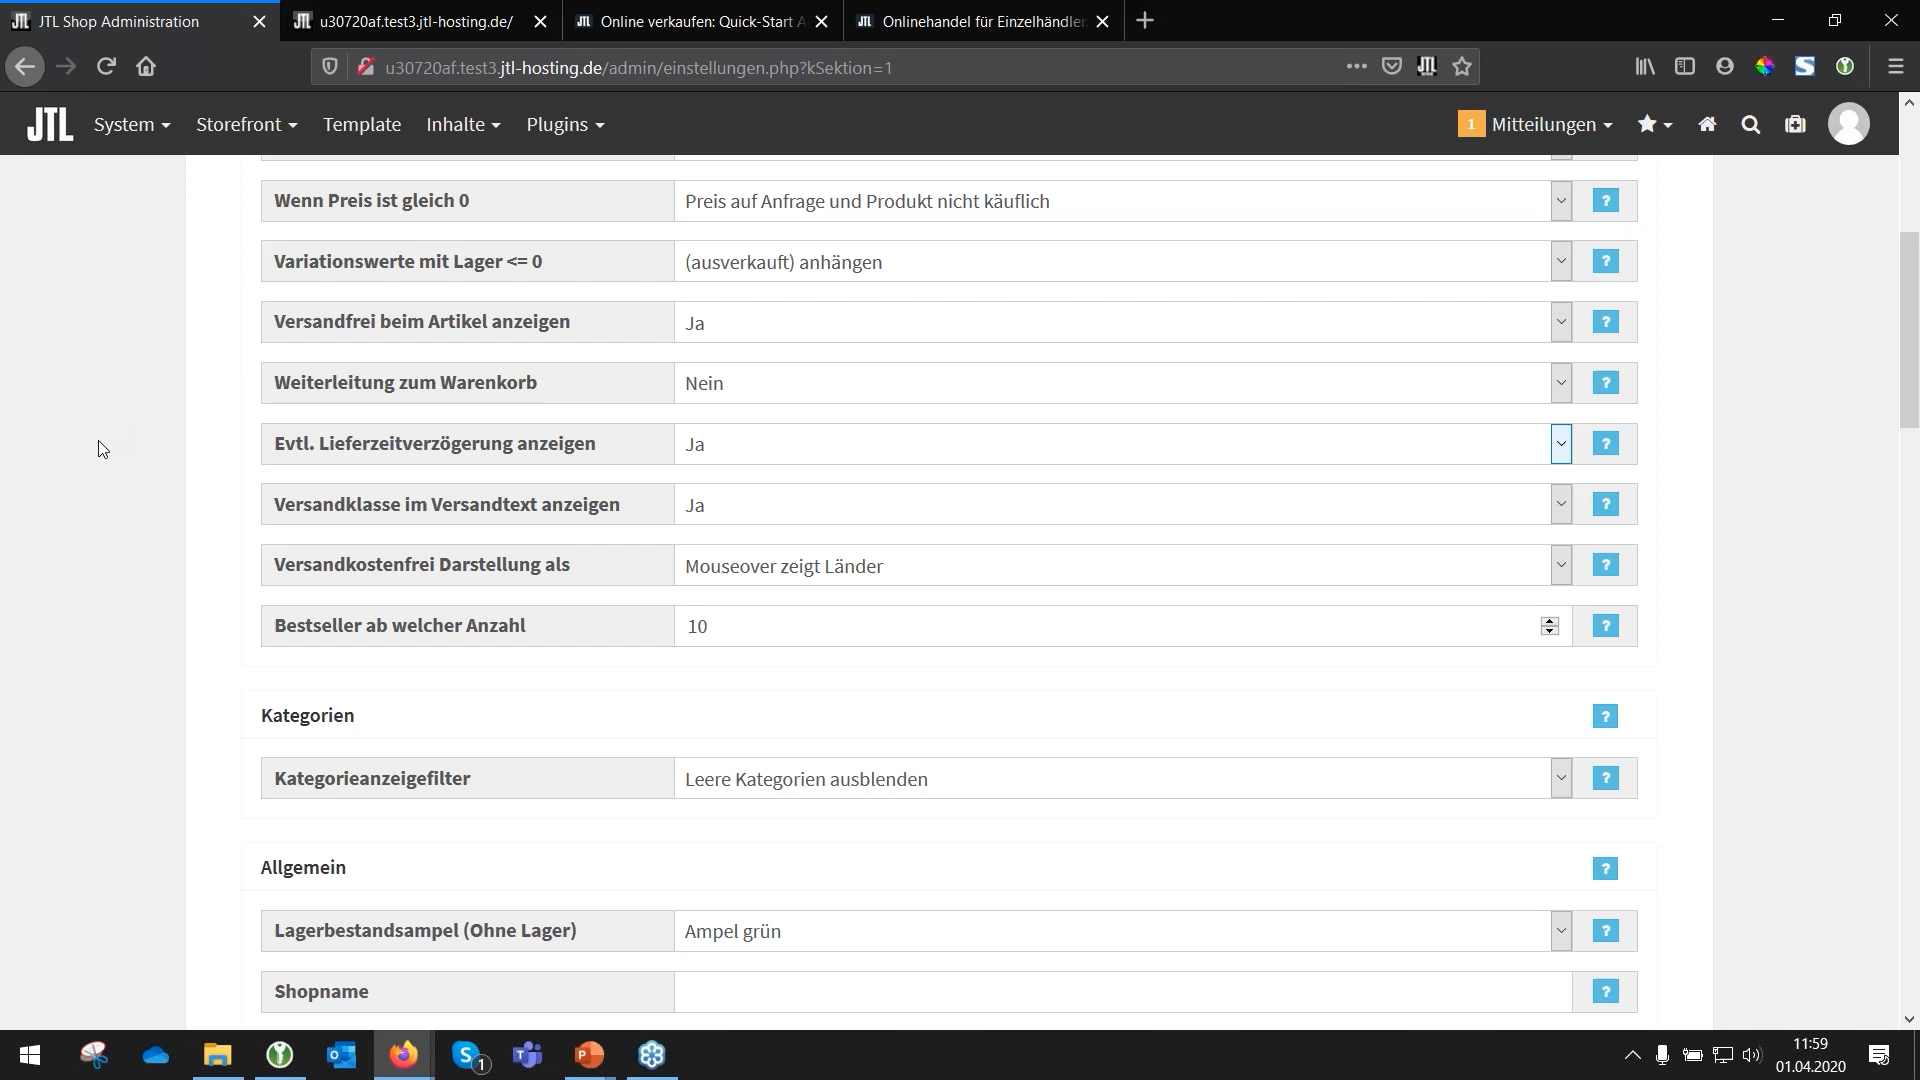 JTL Shop Administration
u30720af.test3.jtl-hosting.de/
Online verkaufen: Quick-Start A
Onlinehandel für Einzelhändler:
u30720af.test3.jtl-hosting.de/admin/einstellungen.php?kSektion=1
JTL
System
Storefront
Template
Inhalte
Plugins
1
Mitteilungen
Wenn Preis ist gleich 0
Preis auf Anfrage und Produkt nicht käuflich
?
Variationswerte mit Lager <= 0
(ausverkauft) anhängen
?
Versandfrei beim Artikel anzeigen
Ja
?
Weiterleitung zum Warenkorb
Nein
?
Evtl. Lieferzeitverzögerung anzeigen
Ja
?
Versandklasse im Versandtext anzeigen
Ja
?
Versandkostenfrei Darstellung als
Mouseover zeigt Länder
?
Bestseller ab welcher Anzahl
10
?
Kategorien
?
Kategorieanzeigefilter
Leere Kategorien ausblenden
?
Allgemein
?
Lagerbestandsampel (Ohne Lager)
Ampel grün
?
Shopname
?
1
11:59
01.04.2020